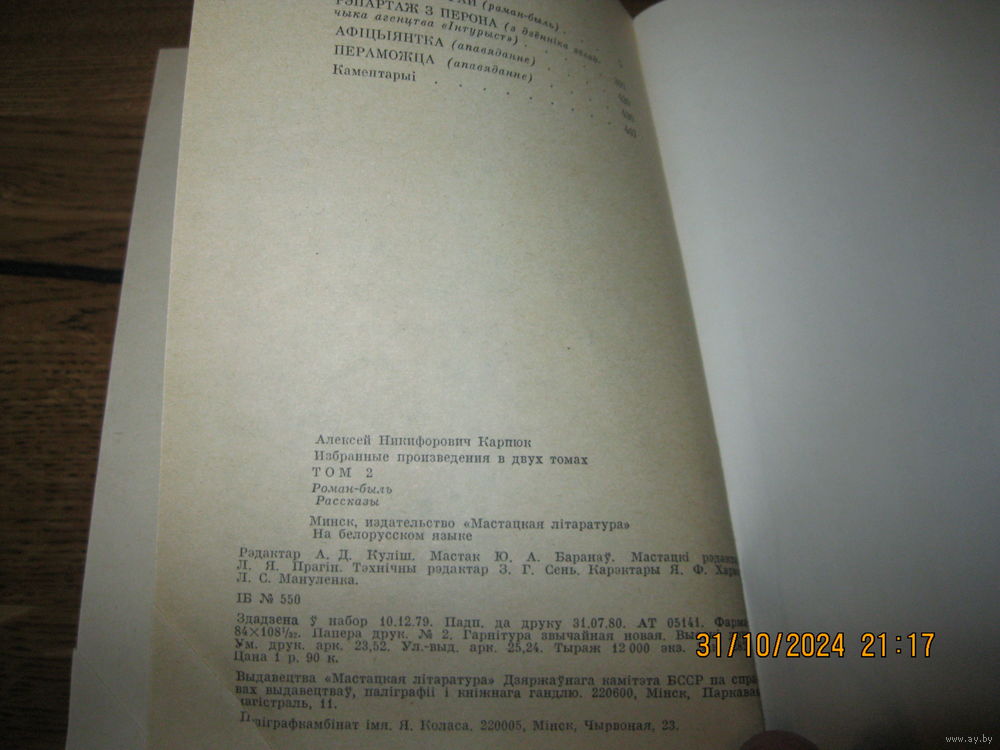 (раман-быль) . .
РЭПАРТАЖ З ПЕРОНА (з дзённіка
чыка агенцтва «Інтурыст») . . .
АФІЦЫЯНТКА (апавяданне) . . .
ПЕРАМОЖЦА (апавяданне)
Каментарыі . . . . . . .
Алексей Никифорович Карпюк
Избранные произведения в двух томах
ТОМ 2
Роман-быль
Рассказы
Минск, издательство «Мастацкая літаратура»
На белорусском языке
Рэдактар А. Д. Куліш. Мастак Ю. А. Баранаў. Мастацкі
Л. Я. Прагін. Тэхнічны рэдактар З. Г. Сень. Карэктары Я. Ф.
Л. С. Мануленка.
ІБ № 550
Здадзена ў набор 10.12.79. Падп. да друку 31.07.80. АТ 05141.
84×108¹/₃₂. Папера друк. № 2. Гарнітура звычайная новая.
Ум. друк. арк. 23,52. Ул.-выд. арк. 25,24. Тыраж 12 000 экз.
Цана 1 р. 90 к.
Выдавецтва «Мастацкая літаратура» Дзяржаўнага камітэта БССР па спра-
вах выдавецтваў, паліграфіі і кніжнага гандлю. 220600, Мінск, Паркавая
магістраль, 11.
Паліграфкамбінат імя. Я. Коласа. 220005, Мінск, Чырвоная, 23.
31/10/2024 21:17
www.ay.by